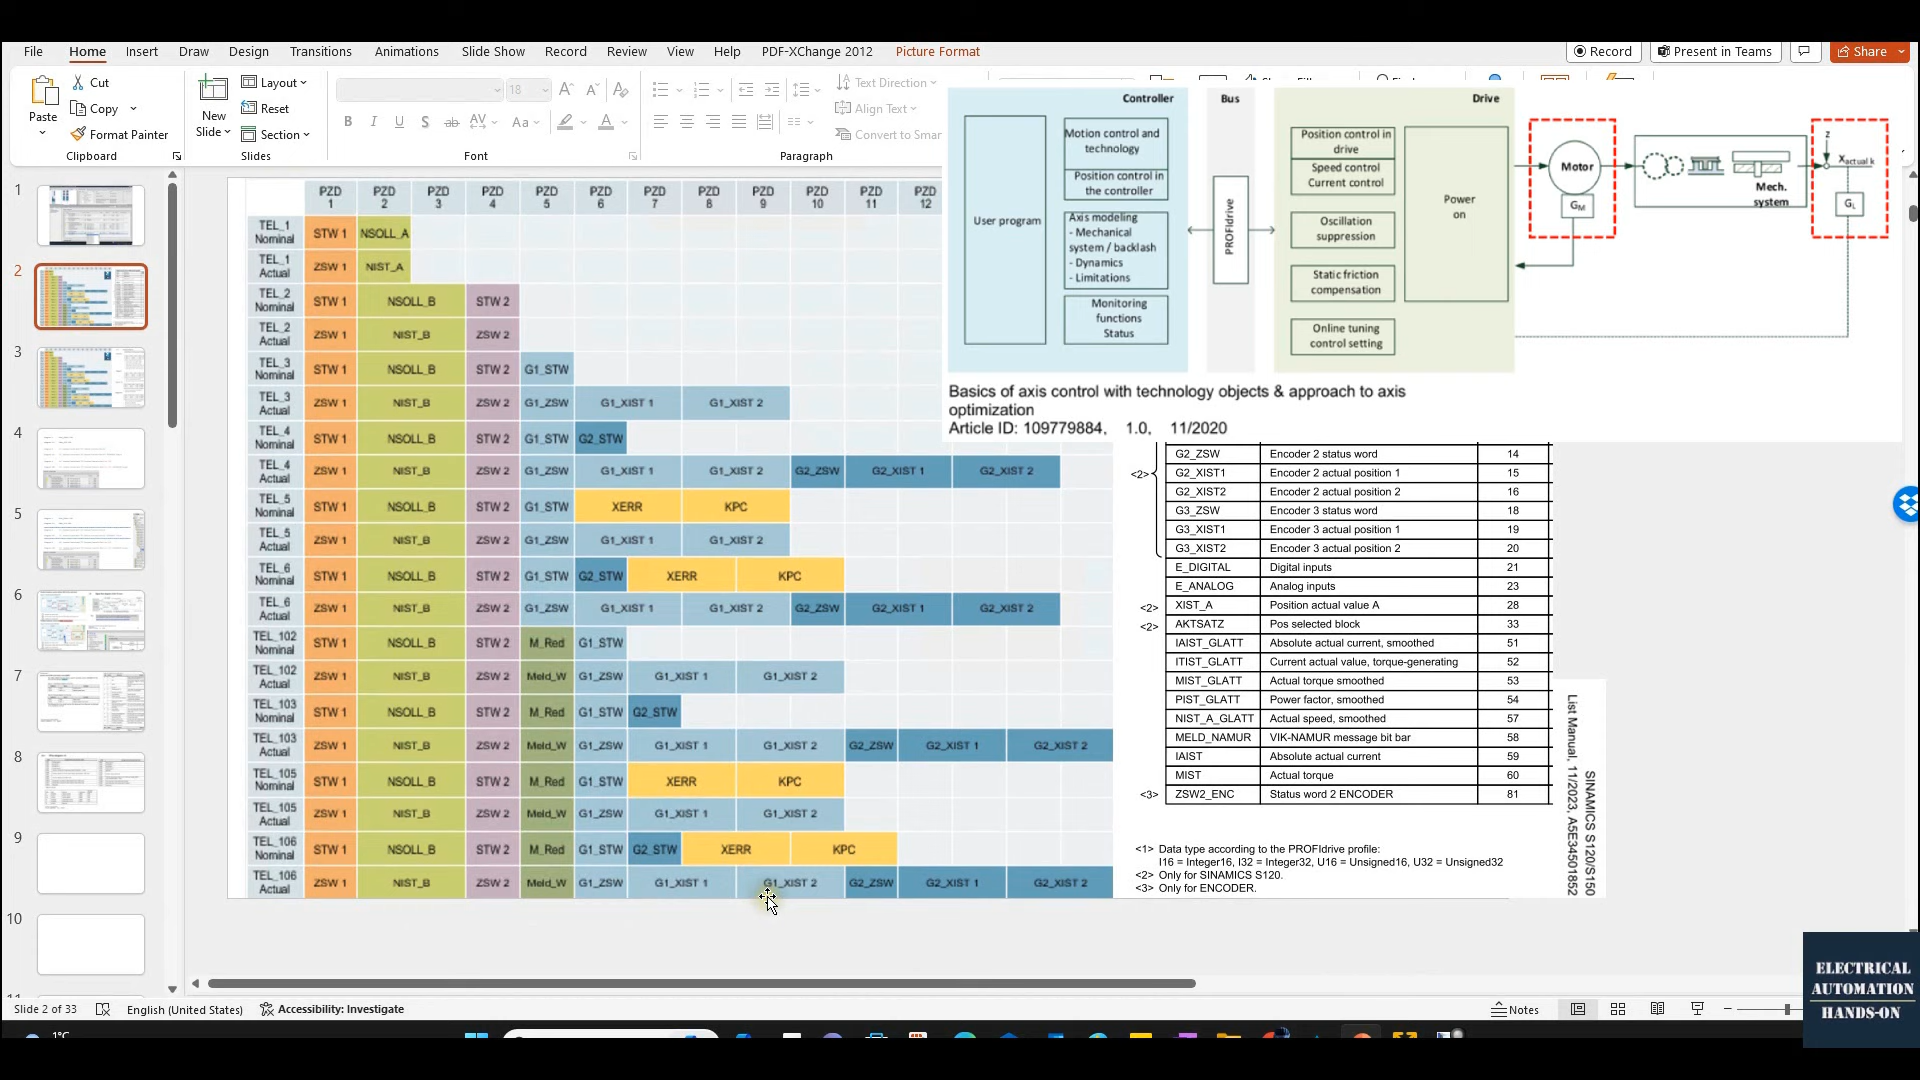 File Home Insert Draw Design Transitions Animations Slide Show Record Review View Help PDF-XChange 2012 Picture Format
Record Present in Teams Share
Paste
Cut
Copy
Format Painter
Clipboard
New
Slide
Layout
Reset
Section
Slides
18
Font
Text Direction
Align Text
Convert to Smar
Paragraph
1
2
3
4
5
6
7
8
9
10
PZD 1 PZD 2 PZD 3 PZD 4 PZD 5 PZD 6 PZD 7 PZD 8 PZD 9 PZD 10 PZD 11 PZD 12
TEL_1 Nominal STW 1 NSOLL_A
TEL_1 Actual ZSW 1 NIST_A
TEL_2 Nominal STW 1 NSOLL_B STW 2
TEL_2 Actual ZSW 1 NIST_B ZSW 2
TEL_3 Nominal STW 1 NSOLL_B STW 2 G1_STW
TEL_3 Actual ZSW 1 NIST_B ZSW 2 G1_ZSW G1_XIST 1 G1_XIST 2
TEL_4 Nominal STW 1 NSOLL_B STW 2 G1_STW G2_STW
TEL_4 Actual ZSW 1 NIST_B ZSW 2 G1_ZSW G1_XIST 1 G1_XIST 2 G2_ZSW G2_XIST 1 G2_XIST 2
TEL_5 Nominal STW 1 NSOLL_B STW 2 G1_STW XERR KPC
TEL_5 Actual ZSW 1 NIST_B ZSW 2 G1_ZSW G1_XIST 1 G1_XIST 2
TEL_6 Nominal STW 1 NSOLL_B STW 2 G1_STW G2_STW XERR KPC
TEL_6 Actual ZSW 1 NIST_B ZSW 2 G1_ZSW G1_XIST 1 G1_XIST 2 G2_ZSW G2_XIST 1 G2_XIST 2
TEL_102 Nominal STW 1 NSOLL_B STW 2 M_Red G1_STW
TEL_102 Actual ZSW 1 NIST_B ZSW 2 Meld_W G1_ZSW G1_XIST 1 G1_XIST 2
TEL_103 Nominal STW 1 NSOLL_B STW 2 M_Red G1_STW G2_STW
TEL_103 Actual ZSW 1 NIST_B ZSW 2 Meld_W G1_ZSW G1_XIST 1 G1_XIST 2 G2_ZSW G2_XIST 1 G2_XIST 2
TEL_105 Nominal STW 1 NSOLL_B STW 2 M_Red G1_STW XERR KPC
TEL_105 Actual ZSW 1 NIST_B ZSW 2 Meld_W G1_ZSW G1_XIST 1 G1_XIST 2
TEL_106 Nominal STW 1 NSOLL_B STW 2 M_Red G1_STW G2_STW XERR KPC
TEL_106 Actual ZSW 1 NIST_B ZSW 2 Meld_W G1_ZSW G1_XIST 1 G1_XIST 2 G2_ZSW G2_XIST 1 G2_XIST 2
Controller
User program
Motion control and
technology
Position control in
the controller
Axis modeling
- Mechanical
system / backlash
- Dynamics
- Limitations
Monitoring
functions
Status
Bus
PROFIdrive
Drive
Position control in
drive
Speed control
Current control
Oscillation
suppression
Static friction
compensation
Online tuning
control setting
Power
on
Motor
GM
Mech.
system
z
Xactual k
GL
Basics of axis control with technology objects & approach to axis
optimization
Article ID: 109779884, 1.0, 11/2020
<2>
G2_ZSW Encoder 2 status word 14
G2_XIST1 Encoder 2 actual position 1 15
G2_XIST2 Encoder 2 actual position 2 16
G3_ZSW Encoder 3 status word 18
G3_XIST1 Encoder 3 actual position 1 19
G3_XIST2 Encoder 3 actual position 2 20
E_DIGITAL Digital inputs 21
E_ANALOG Analog inputs 23
<2> XIST_A Position actual value A 28
<2> AKTSATZ Pos selected block 33
IAIST_GLATT Absolute actual current, smoothed 51
ITIST_GLATT Current actual value, torque-generating 52
MIST_GLATT Actual torque smoothed 53
PIST_GLATT Power factor, smoothed 54
NIST_A_GLATT Actual speed, smoothed 57
MELD_NAMUR VIK-NAMUR message bit bar 58
IAIST Absolute actual current 59
MIST Actual torque 60
<3> ZSW2_ENC Status word 2 ENCODER 81
<1> Data type according to the PROFIdrive profile:
I16 = Integer16, I32 = Integer32, U16 = Unsigned16, U32 = Unsigned32
<2> Only for SINAMICS S120.
<3> Only for ENCODER.
SINAMICS S120/S150
List Manual, 11/2023, A5E34501852
Slide 2 of 33 English (United States) Accessibility: Investigate Notes
1°C
ELECTRICAL
AUTOMATION
HANDS-ON